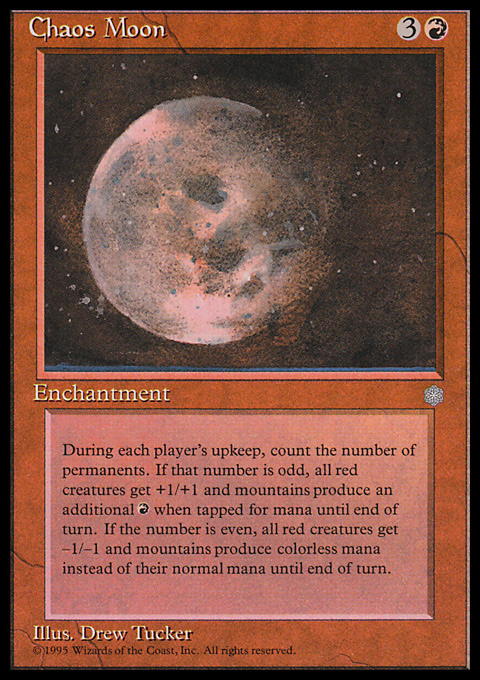 Chaos Moon 3
Enchantment
During each player's upkeep, count the number of
permanents. If that number is odd, all red
creatures get +1/+1 and mountains produce an
additional when tapped for mana until end of
turn. If the number is even, all red creatures get
–1/–1 and mountains produce colorless mana
instead of their normal mana until end of turn.
Illus. Drew Tucker
©1995 Wizards of the Coast, Inc. All rights reserved.